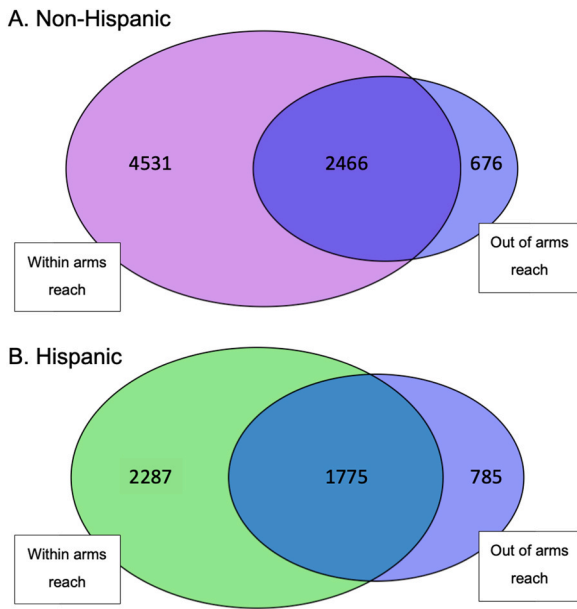 A. Non-Hispanic
4531 2466 676
Within arms
reach
Out of arms
reach
B. Hispanic
2287 1775 785
Within arms
reach
Out of arms
reach